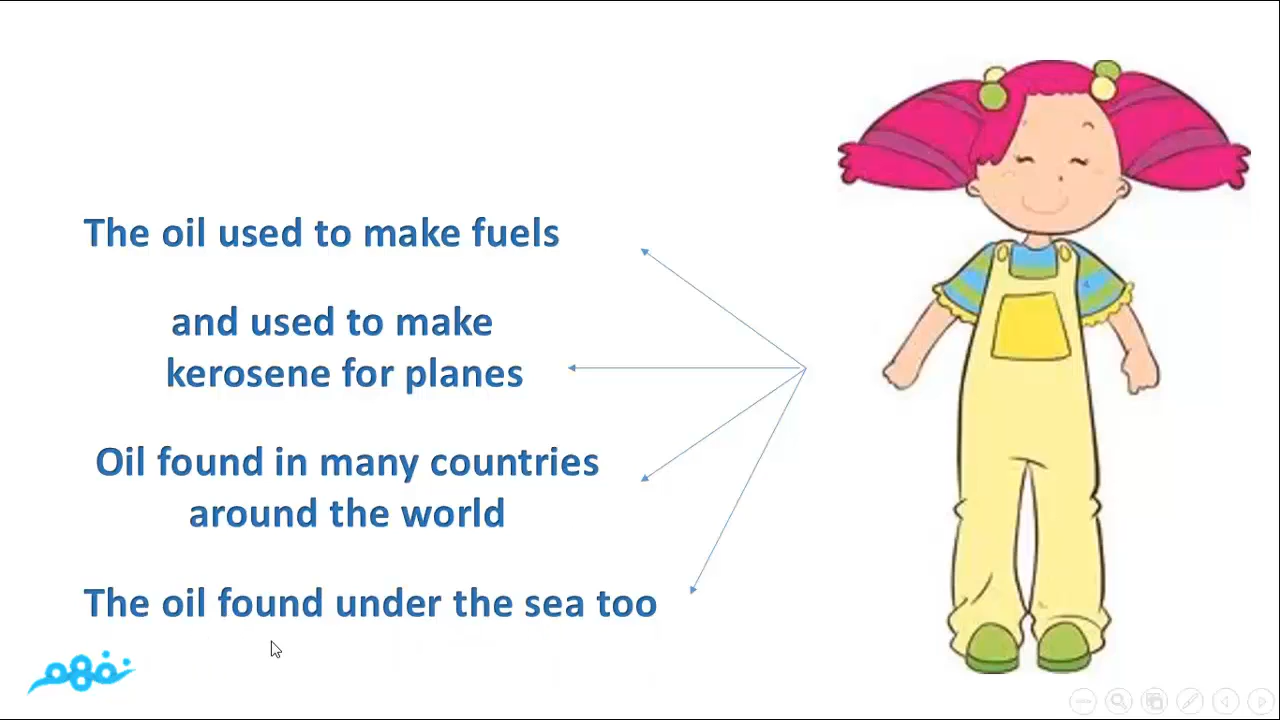 The oil used to make fuels
and used to make
kerosene for planes
Oil found in many countries
around the world
The oil found under the sea too
نفهم